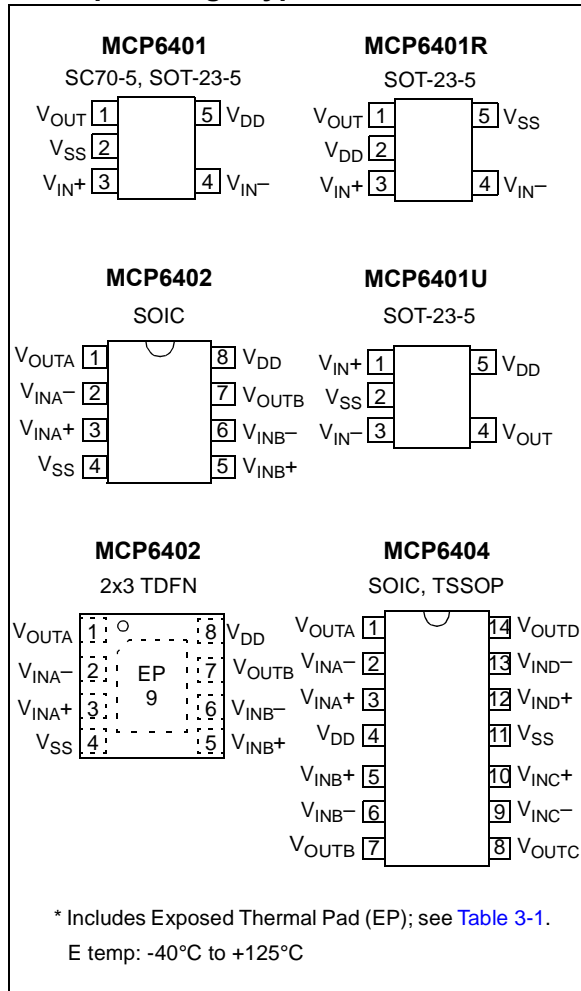 MCP6401
SC70-5, SOT-23-5
VOUT 1 5 VDD
VSS 2
VIN+ 3 4 VIN–
MCP6401R
SOT-23-5
VOUT 1 5 VSS
VDD 2
VIN+ 3 4 VIN–
MCP6402
SOIC
VOUTA 1 8 VDD
VINA– 2 7 VOUTB
VINA+ 3 6 VINB–
VSS 4 5 VINB+
MCP6401U
SOT-23-5
VIN+ 1 5 VDD
VSS 2
VIN– 3 4 VOUT
MCP6402
2x3 TDFN
VOUTA 1 8 VDD
VINA– 2 EP 7 VOUTB
VINA+ 3 9 6 VINB–
VSS 4 5 VINB+
MCP6404
SOIC, TSSOP
VOUTA 1 14 VOUTD
VINA– 2 13 VIND–
VINA+ 3 12 VIND+
VDD 4 11 VSS
VINB+ 5 10 VINC+
VINB– 6 9 VINC–
VOUTB 7 8 VOUTC
* Includes Exposed Thermal Pad (EP); see Table 3-1.
E temp: -40°C to +125°C